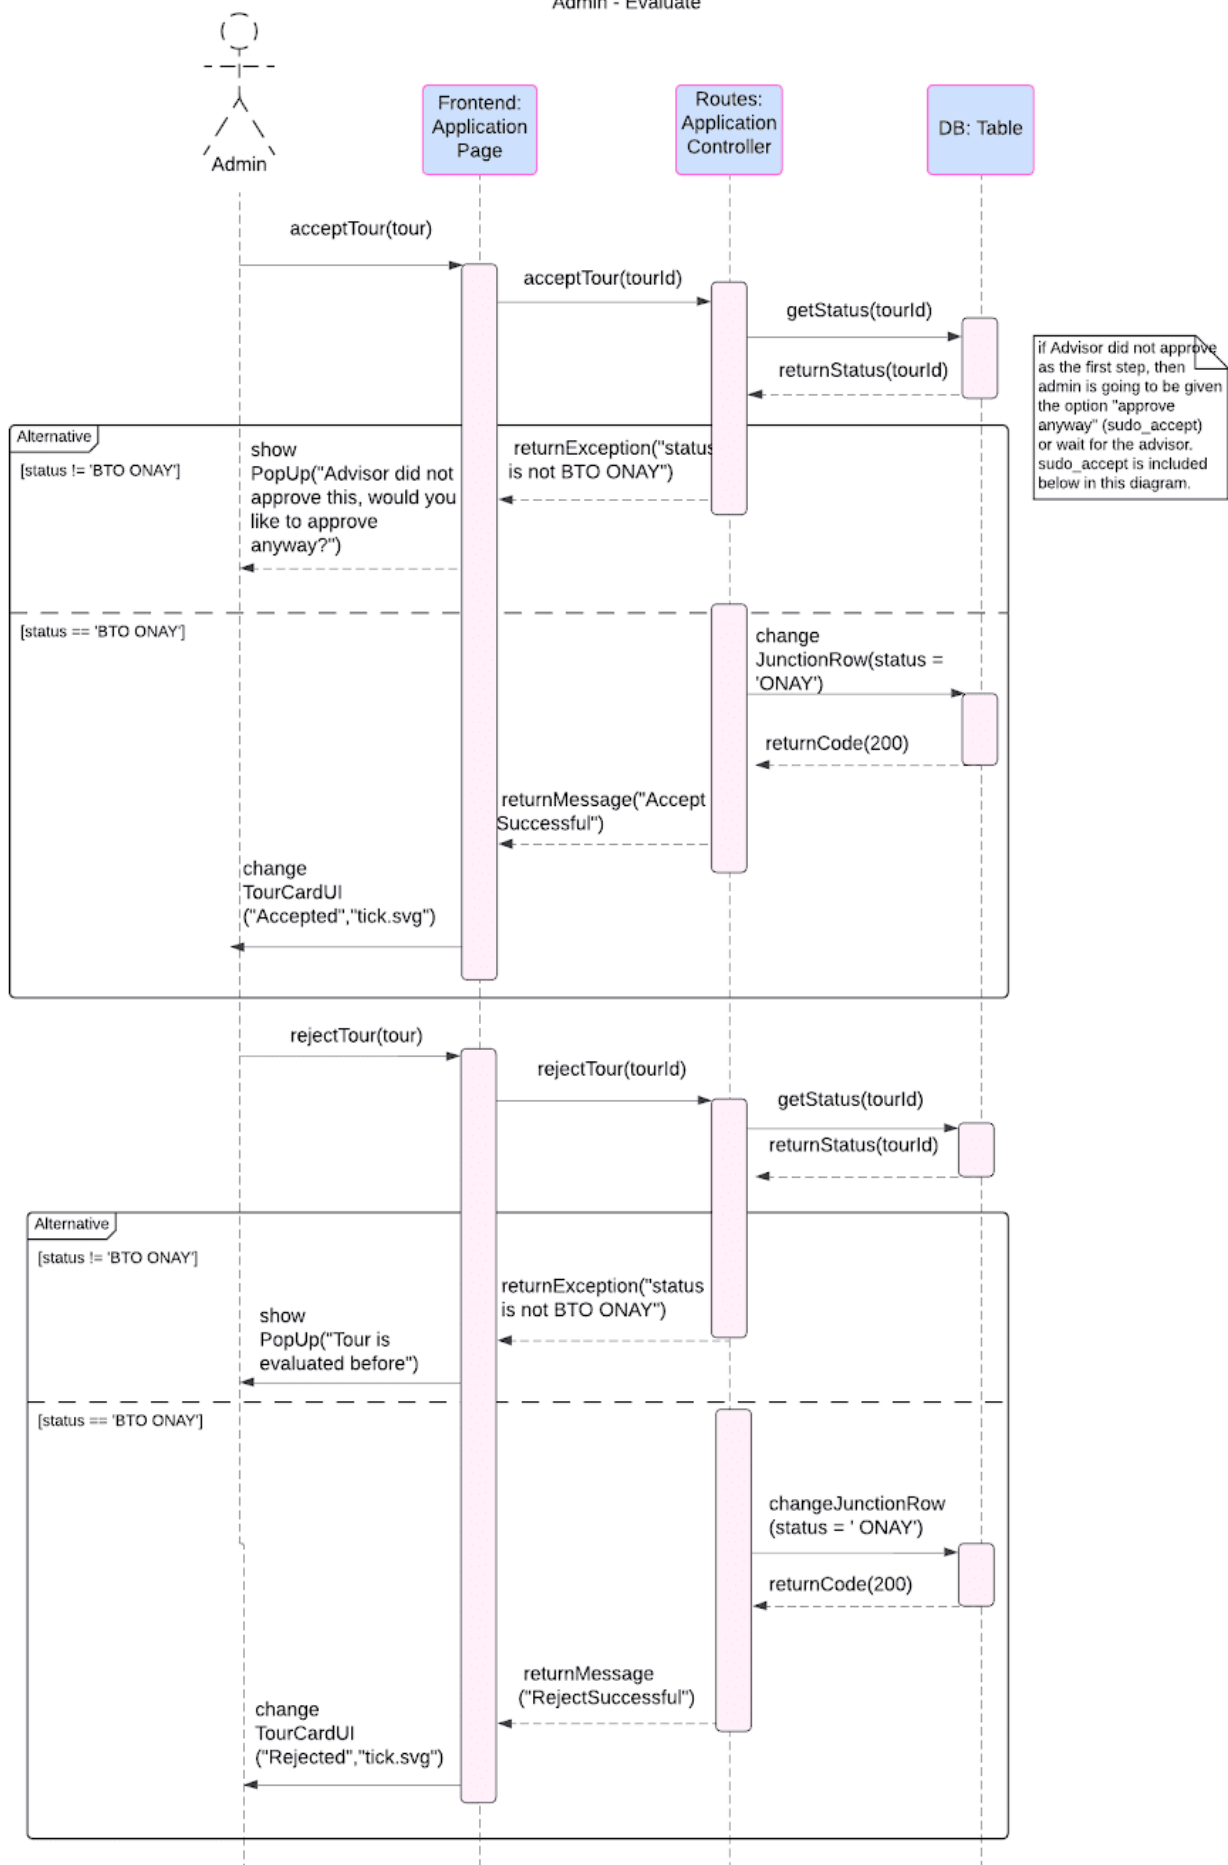 Admin - Evaluate
Admin
Frontend:
Application
Page
Routes:
Application
Controller
DB: Table
acceptTour(tour)
acceptTour(tourId)
getStatus(tourId)
returnStatus(tourId)
if Advisor did not approve
as the first step, then
admin is going to be given
the option "approve
anyway" (sudo_accept)
or wait for the advisor.
sudo_accept is included
below in this diagram.
Alternative
[status != 'BTO ONAY']
show
PopUp("Advisor did not
approve this, would you
like to approve
anyway?")
returnException("status
is not BTO ONAY")
[status == 'BTO ONAY']
change
JunctionRow(status =
'ONAY')
returnCode(200)
returnMessage("Accept
Successful")
change
TourCardUI
("Accepted","tick.svg")
rejectTour(tour)
rejectTour(tourId)
getStatus(tourId)
returnStatus(tourId)
Alternative
[status != 'BTO ONAY']
returnException("status
is not BTO ONAY")
show
PopUp("Tour is
evaluated before")
[status == 'BTO ONAY']
changeJunctionRow
(status = ' ONAY')
returnCode(200)
returnMessage
("RejectSuccessful")
change
TourCardUI
("Rejected","tick.svg")